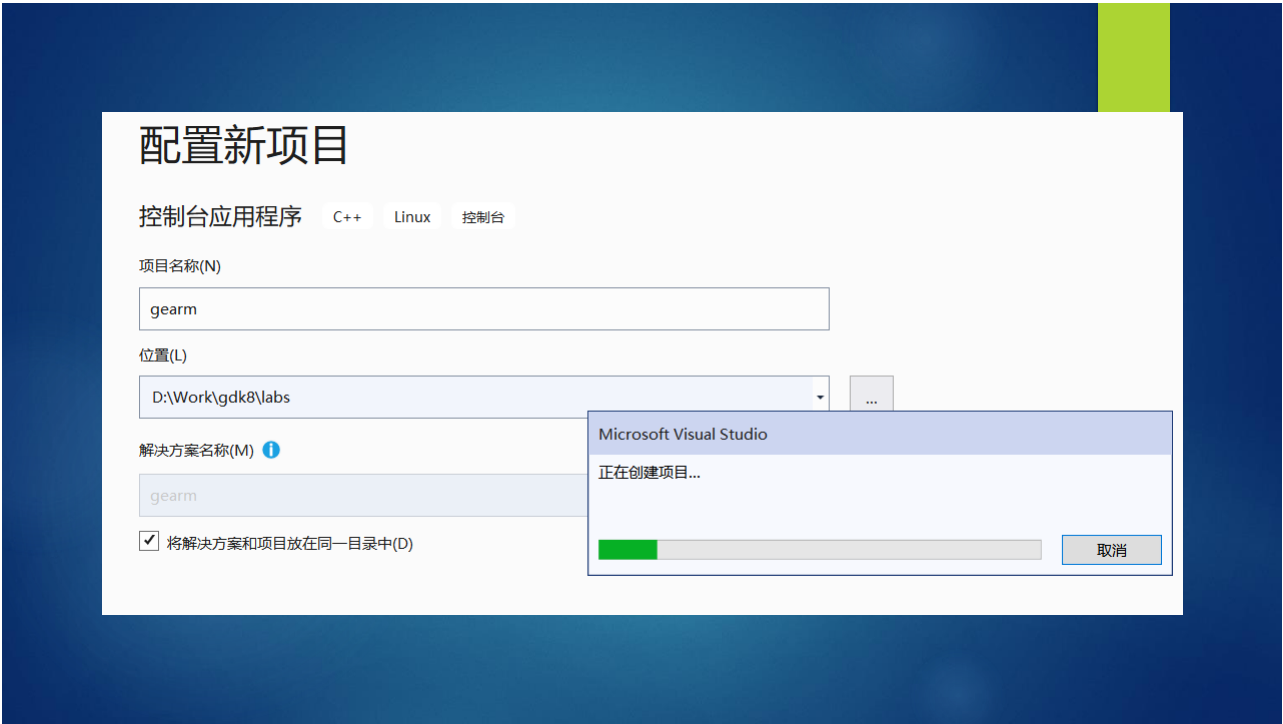 配置新项目
控制台应用程序 C++ Linux 控制台
项目名称(N)
gearm
位置(L)
D:\Work\gdk8\labs
...
Microsoft Visual Studio
解决方案名称(M)
正在创建项目...
gearm
将解决方案和项目放在同一目录中(D)
取消